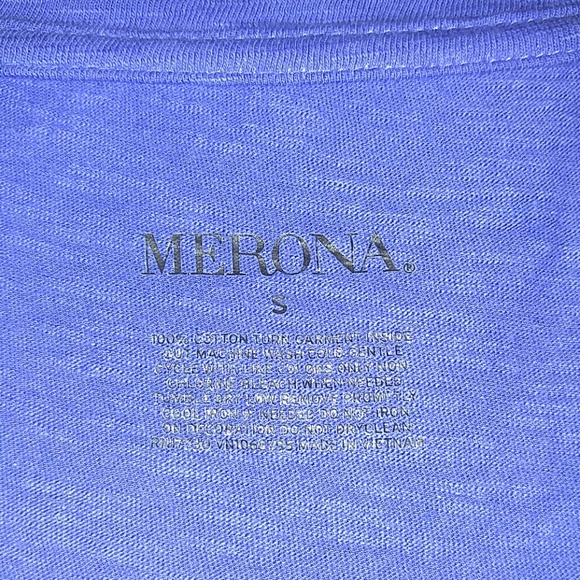 MERONA®
S
100% COTTON TURN GARMENT INSIDE
OUT MACHINE WASH COLD GENTLE
CYCLE WITH LIKE COLORS ONLY NON-
CHLORINE BLEACH WHEN NEEDED
TUMBLE DRY LOW REMOVE PROMPTLY
COOL IRON IF NEEDED DO NOT IRON
ON DECORATION DO NOT DRY CLEAN
MADE IN VIETNAM